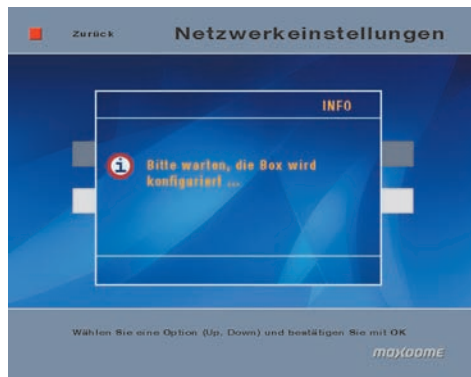 Zurück
Netzwerkeinstellungen
INFO
Bitte warten, die Box wird
konfiguriert ...
Wählen Sie eine Option (Up, Down) und bestätigen Sie mit OK
maxdome